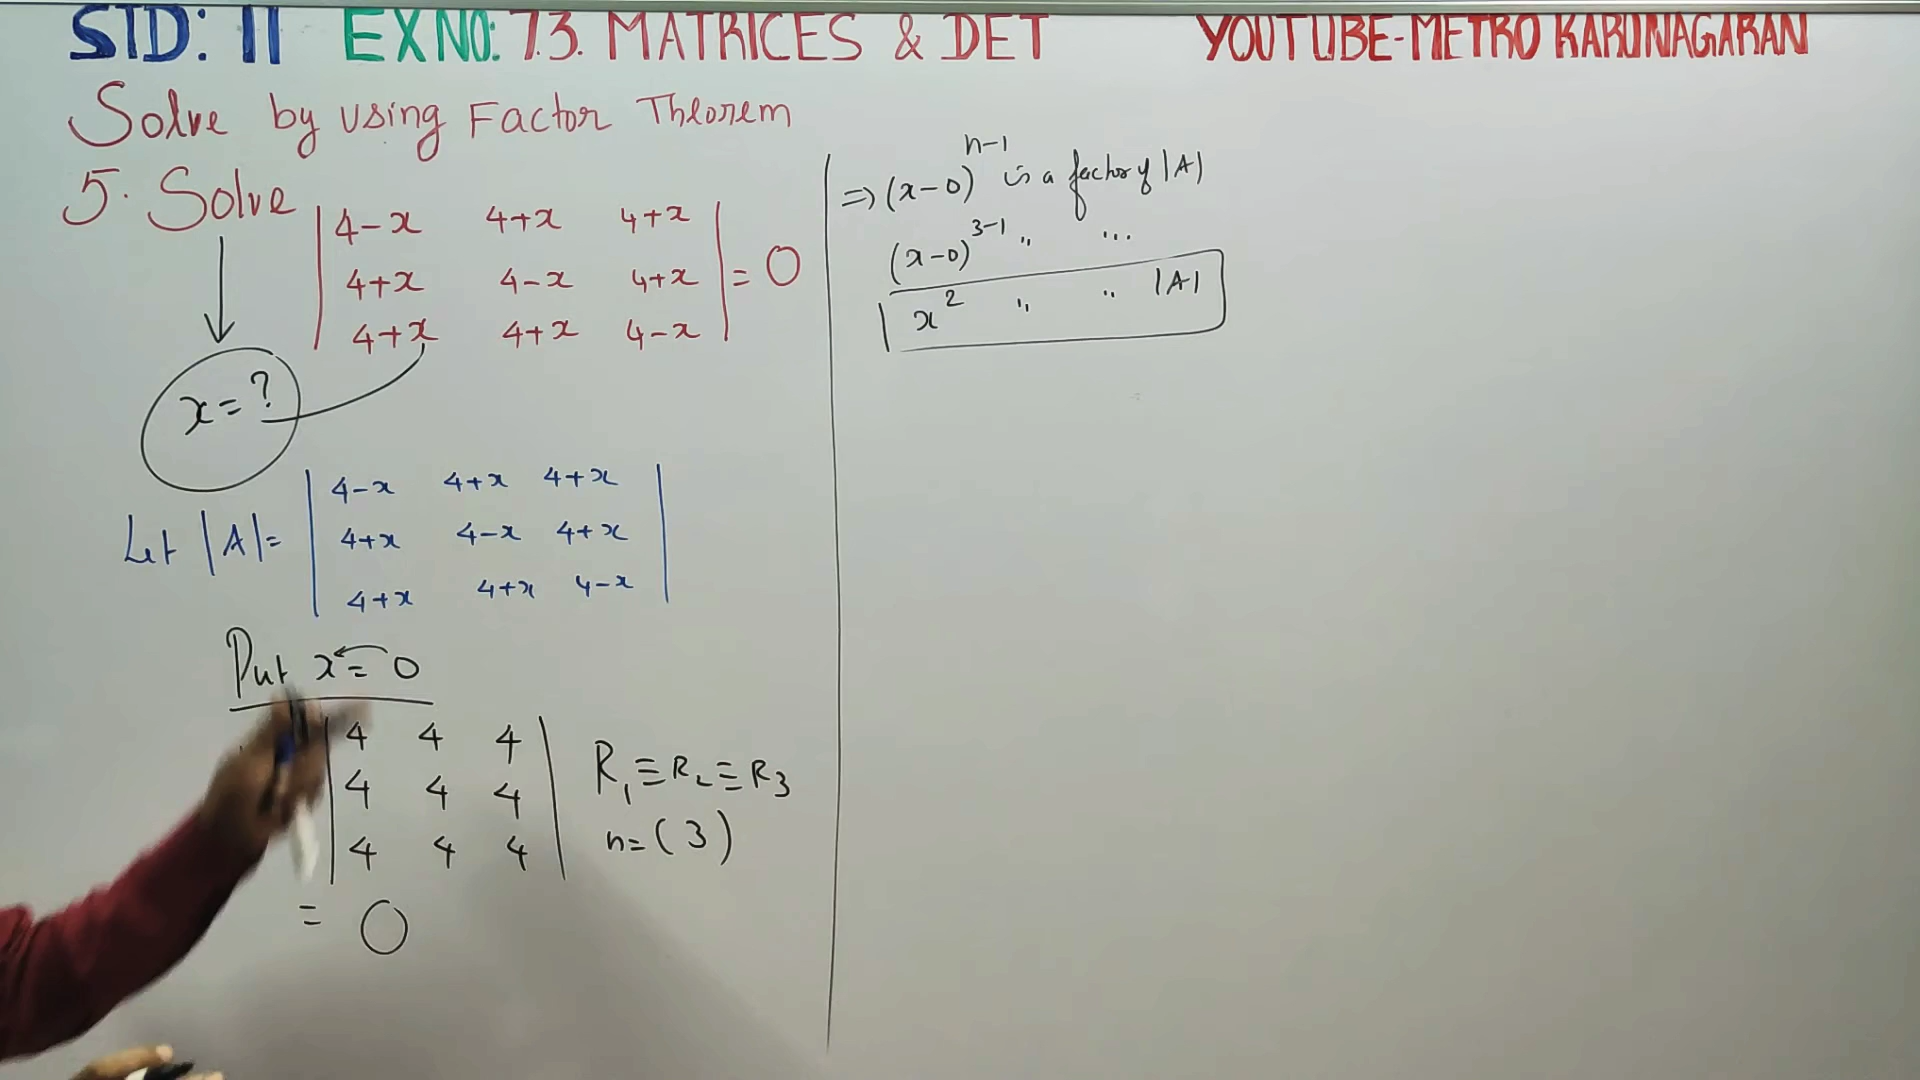 STD: 11 EX NO: 7.3. MATRICES & DET YOUTUBE-METRO KARUNAGARAN
Solve by using Factor Theorem
5. Solve
4-x 4+x 4+x
4+x 4-x 4+x = 0
4+x 4+x 4-x
x = ?
4-x 4+x 4+x
Let |A| = 4+x 4-x 4+x
4+x 4+x 4-x
Put x = 0
4 4 4
4 4 4 R₁ ≡ R₂ ≡ R₃
4 4 4 n = (3)
= 0
⇒ (x-0)ⁿ⁻¹ is a factor of |A|
(x-0)³⁻¹ " ...
x² " " |A|